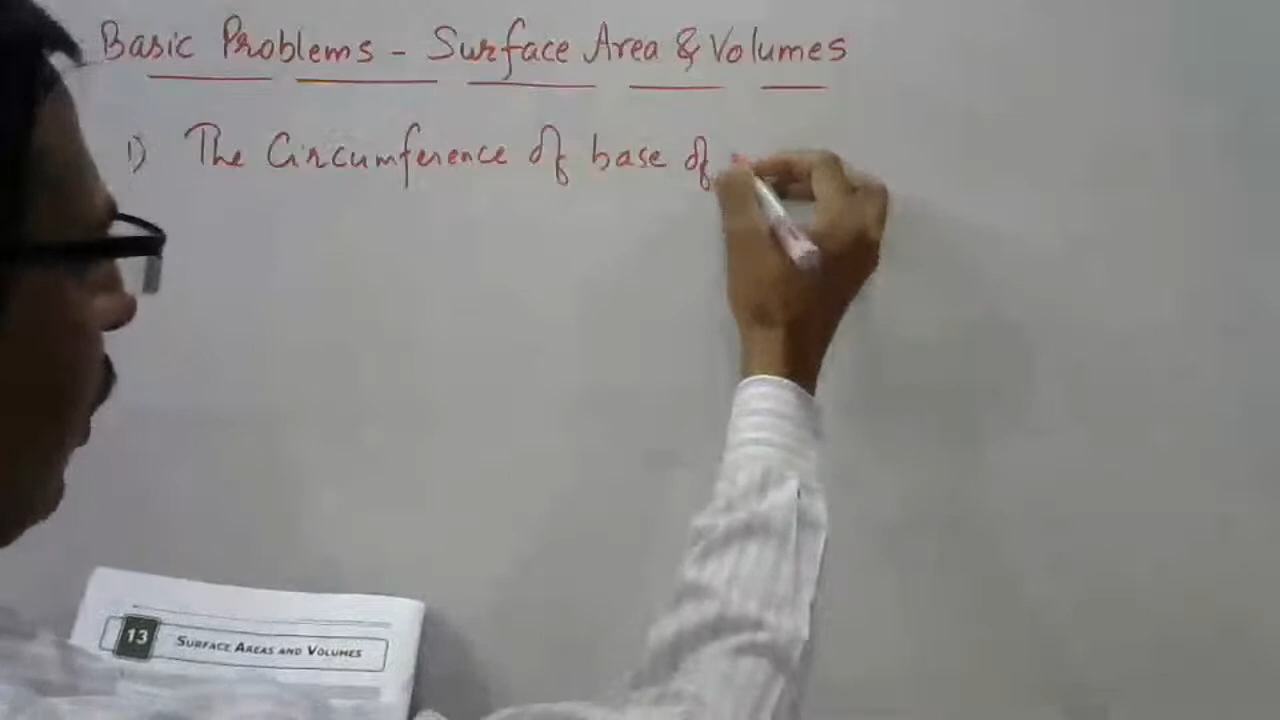 Basic Problems - Surface Area & Volumes
1) The Circumference of base of
13 SURFACE AREAS AND VOLUMES